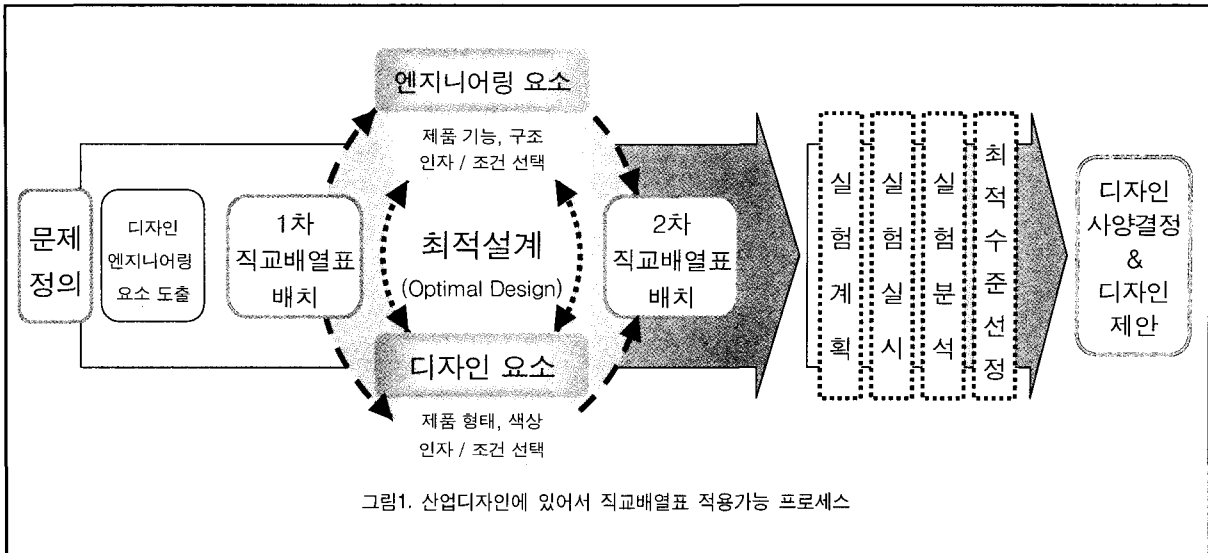 문제
정의
디자인
엔지니어링
요소 도출
1차
직교배열표
배치
엔지니어링 요소
제품 기능, 구조
인자 / 조건 선택
최적설계
(Optimal Design)
디자인 요소
제품 형태, 색상
인자 / 조건 선택
2차
직교배열표
배치
실험계획
실험실시
실험분석
최적수준선정
디자인
사양결정
&
디자인
제안
그림1. 산업디자인에 있어서 직교배열표 적용가능 프로세스